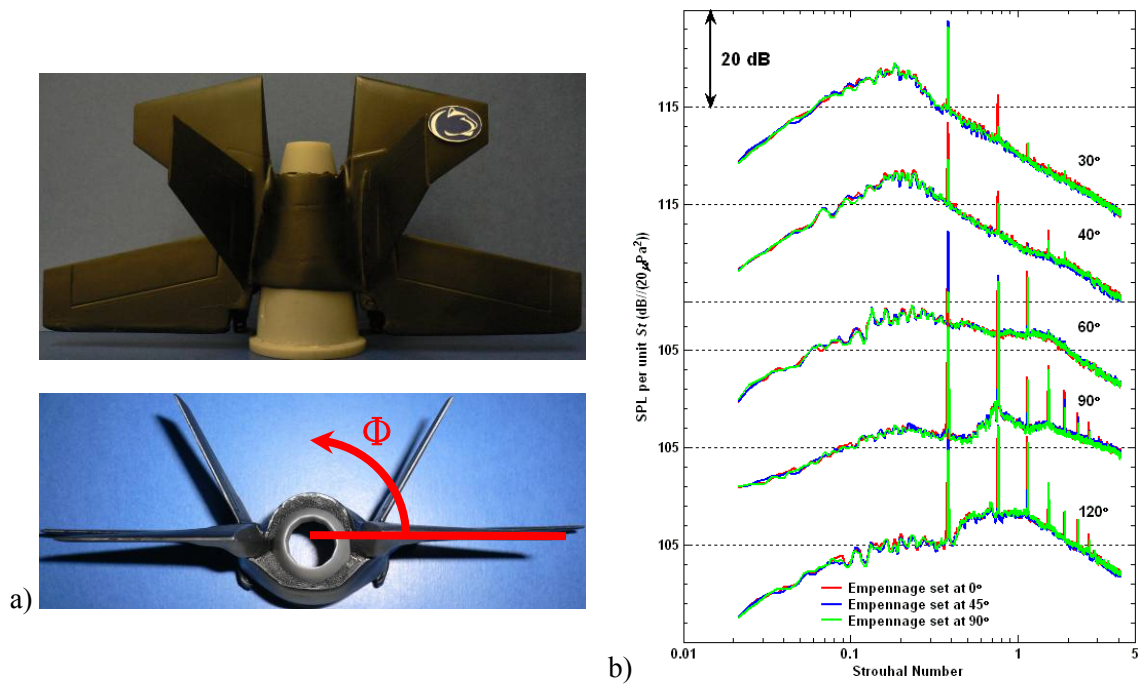 Φ
a)
20 dB
115
30°
115
40°
60°
105
90°
105
120°
105
SPL per unit St (dB//(20μPa²))
Empennage set at 0°
Empennage set at 45°
Empennage set at 90°
0.01
0.1
1
5
Strouhal Number
b)